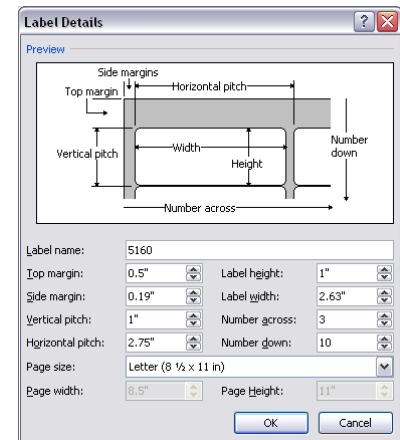 Label Details
Preview
Side margins
Top margin
Horizontal pitch
Vertical pitch
Width
Height
Number down
Number across
Label name: 5160
Top margin: 0.5" Label height: 1"
Side margin: 0.19" Label width: 2.63"
Vertical pitch: 1" Number across: 3
Horizontal pitch: 2.75" Number down: 10
Page size: Letter (8 ½ x 11 in)
Page width: 8.5" Page Height: 11"
OK Cancel